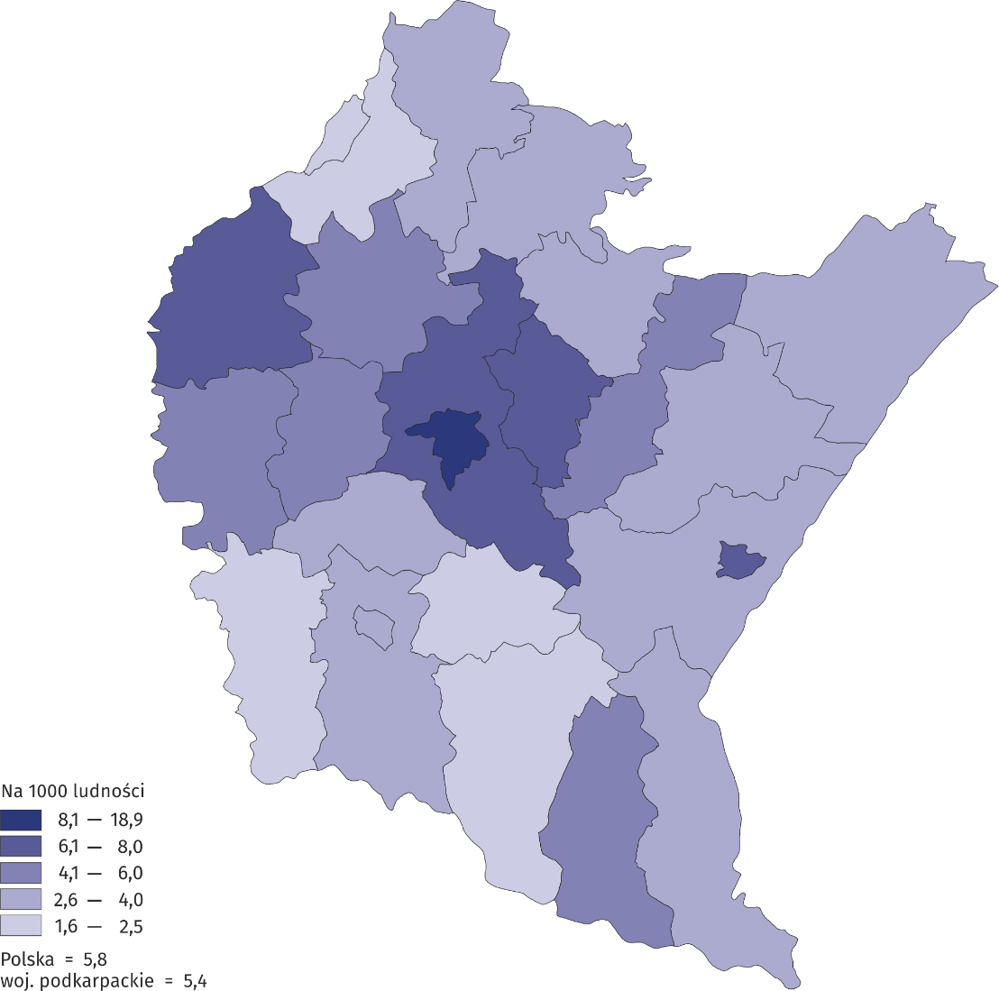 Na 1000 ludności
8,1 — 18,9
6,1 — 8,0
4,1 — 6,0
2,6 — 4,0
1,6 — 2,5
Polska = 5,8
woj. podkarpackie = 5,4